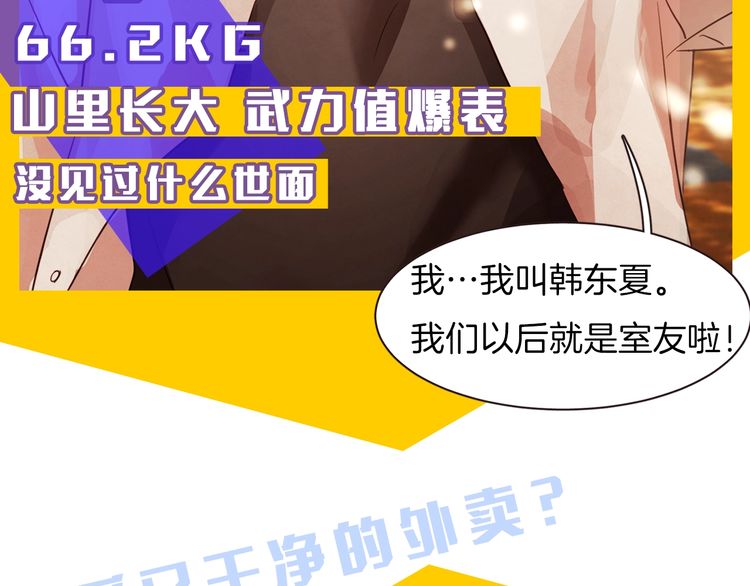 66.2KG
山里长大 武力值爆表
没见过什么世面
我…我叫韩东夏。
我们以后就是室友啦！
干净的外卖？